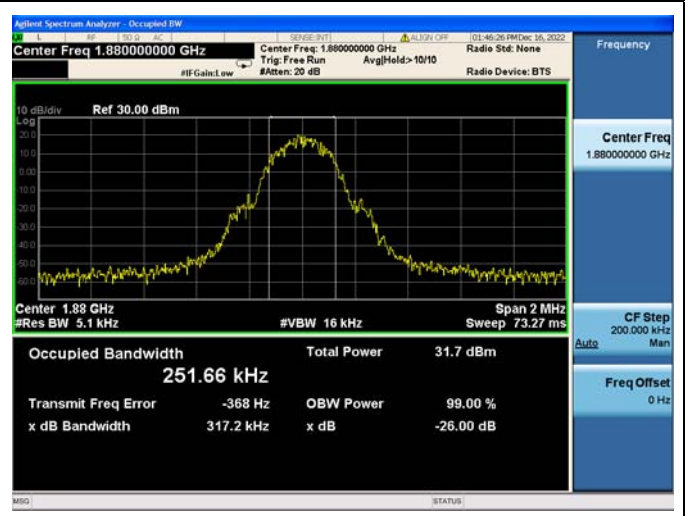 Agilent Spectrum Analyzer - Occupied BW
L RF 50 Ω AC SENSE:INT ALIGN OFF 01:46:26 PM Dec 16, 2022
Center Freq 1.880000000 GHz Center Freq: 1.880000000 GHz Radio Std: None
Trig: Free Run Avg|Hold:>10/10
#IFGain:Low #Atten: 20 dB Radio Device: BTS
Frequency
10 dB/div Ref 30.00 dBm
Log
20.0
10.0
0.00
-10.0
-20.0
-30.0
-40.0
-50.0
-60.0
Center Freq
1.880000000 GHz
Center 1.88 GHz Span 2 MHz
#Res BW 5.1 kHz #VBW 16 kHz Sweep 73.27 ms
CF Step
200.000 kHz
Auto Man
Occupied Bandwidth Total Power 31.7 dBm
251.66 kHz
Transmit Freq Error -368 Hz OBW Power 99.00 %
x dB Bandwidth 317.2 kHz x dB -26.00 dB
Freq Offset
0 Hz
MSG STATUS